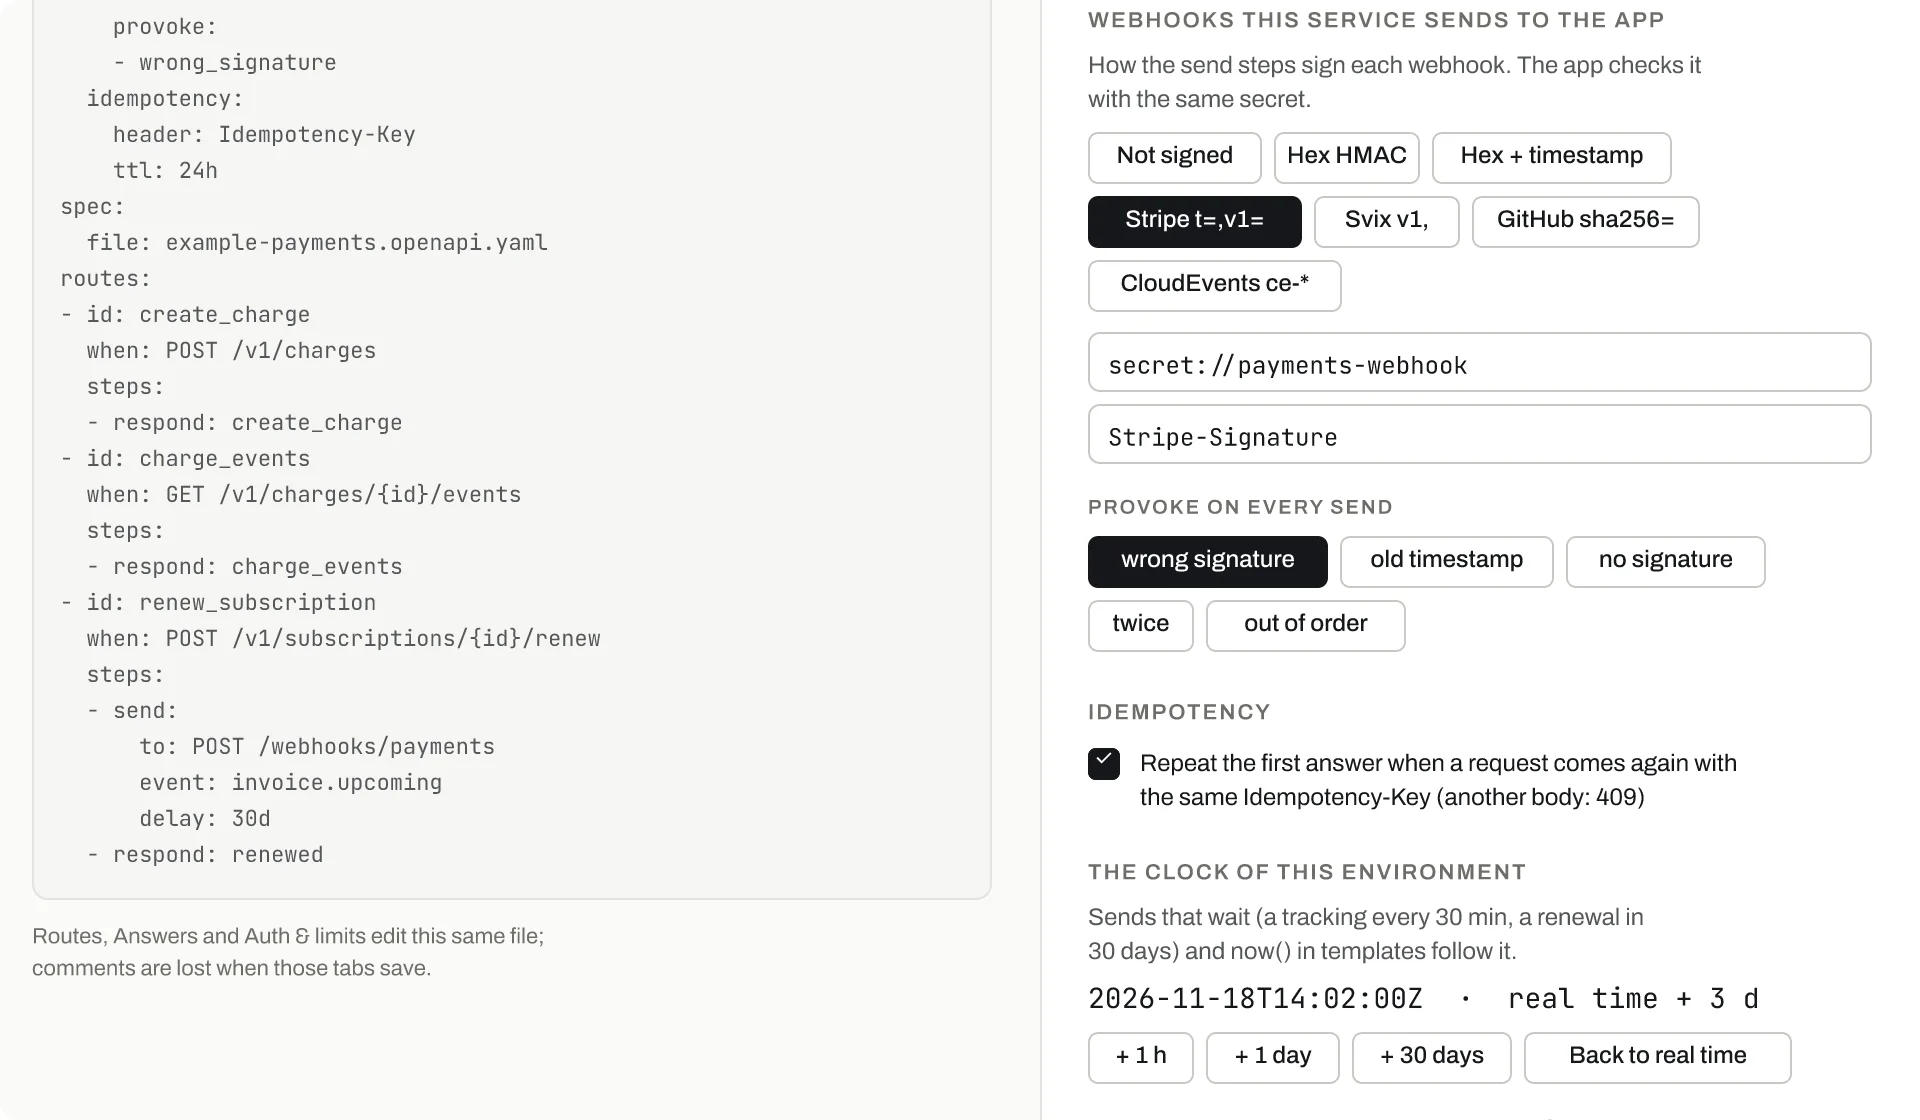 provoke:
- wrong_signature
idempotency:
header: Idempotency-Key
ttl: 24h
spec:
file: example-payments.openapi.yaml
routes:
- id: create_charge
when: POST /v1/charges
steps:
- respond: create_charge
- id: charge_events
when: GET /v1/charges/{id}/events
steps:
- respond: charge_events
- id: renew_subscription
when: POST /v1/subscriptions/{id}/renew
steps:
- send:
to: POST /webhooks/payments
event: invoice.upcoming
delay: 30d
- respond: renewed
Routes, Answers and Auth & limits edit this same file;
comments are lost when those tabs save.
WEBHOOKS THIS SERVICE SENDS TO THE APP
How the send steps sign each webhook. The app checks it
with the same secret.
Not signed Hex HMAC Hex + timestamp
Stripe t=,v1= Svix v1, GitHub sha256=
CloudEvents ce-*
secret://payments-webhook
Stripe-Signature
PROVOKE ON EVERY SEND
wrong signature old timestamp no signature
twice out of order
IDEMPOTENCY
Repeat the first answer when a request comes again with
the same Idempotency-Key (another body: 409)
THE CLOCK OF THIS ENVIRONMENT
Sends that wait (a tracking every 30 min, a renewal in
30 days) and now() in templates follow it.
2026-11-18T14:02:00Z · real time + 3 d
+ 1 h + 1 day + 30 days Back to real time